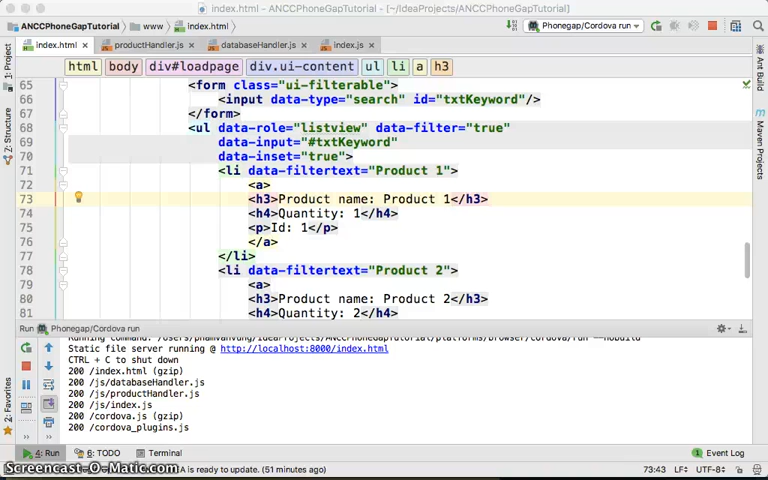 index.html - ANCCPhoneGapTutorial - [~/IdeaProjects/ANCCPhoneGapTutorial]
ANCCPhoneGapTutorial www index.html Phonegap/Cordova run
index.html productHandler.js databaseHandler.js index.js
html body div#loadpage div.ui-content ul li a h3
65 <form class="ui-filterable">
66 <input data-type="search" id="txtKeyword"/>
67 </form>
68 <ul data-role="listview" data-filter="true"
69 data-input="#txtKeyword"
70 data-inset="true">
71 <li data-filtertext="Product 1">
72 <a>
73 <h3>Product name: Product 1</h3>
74 <h4>Quantity: 1</h4>
75 <p>Id: 1</p>
76 </a>
77 </li>
78 <li data-filtertext="Product 2">
79 <a>
80 <h3>Product name: Product 2</h3>
81 <h4>Quantity: 2</h4>
1: Project
7: Structure
2: Favorites
Ant Build
Maven Projects
Run Phonegap/Cordova run
Static file server running @ http://localhost:8000/index.html
CTRL + C to shut down
200 /index.html (gzip)
200 /js/databaseHandler.js
200 /js/productHandler.js
200 /js/index.js
200 /cordova.js (gzip)
200 /cordova_plugins.js
4: Run 6: TODO Terminal Event Log
Screencast-O-Matic.com
A is ready to update. (51 minutes ago) 73:43 LF÷ UTF-8÷